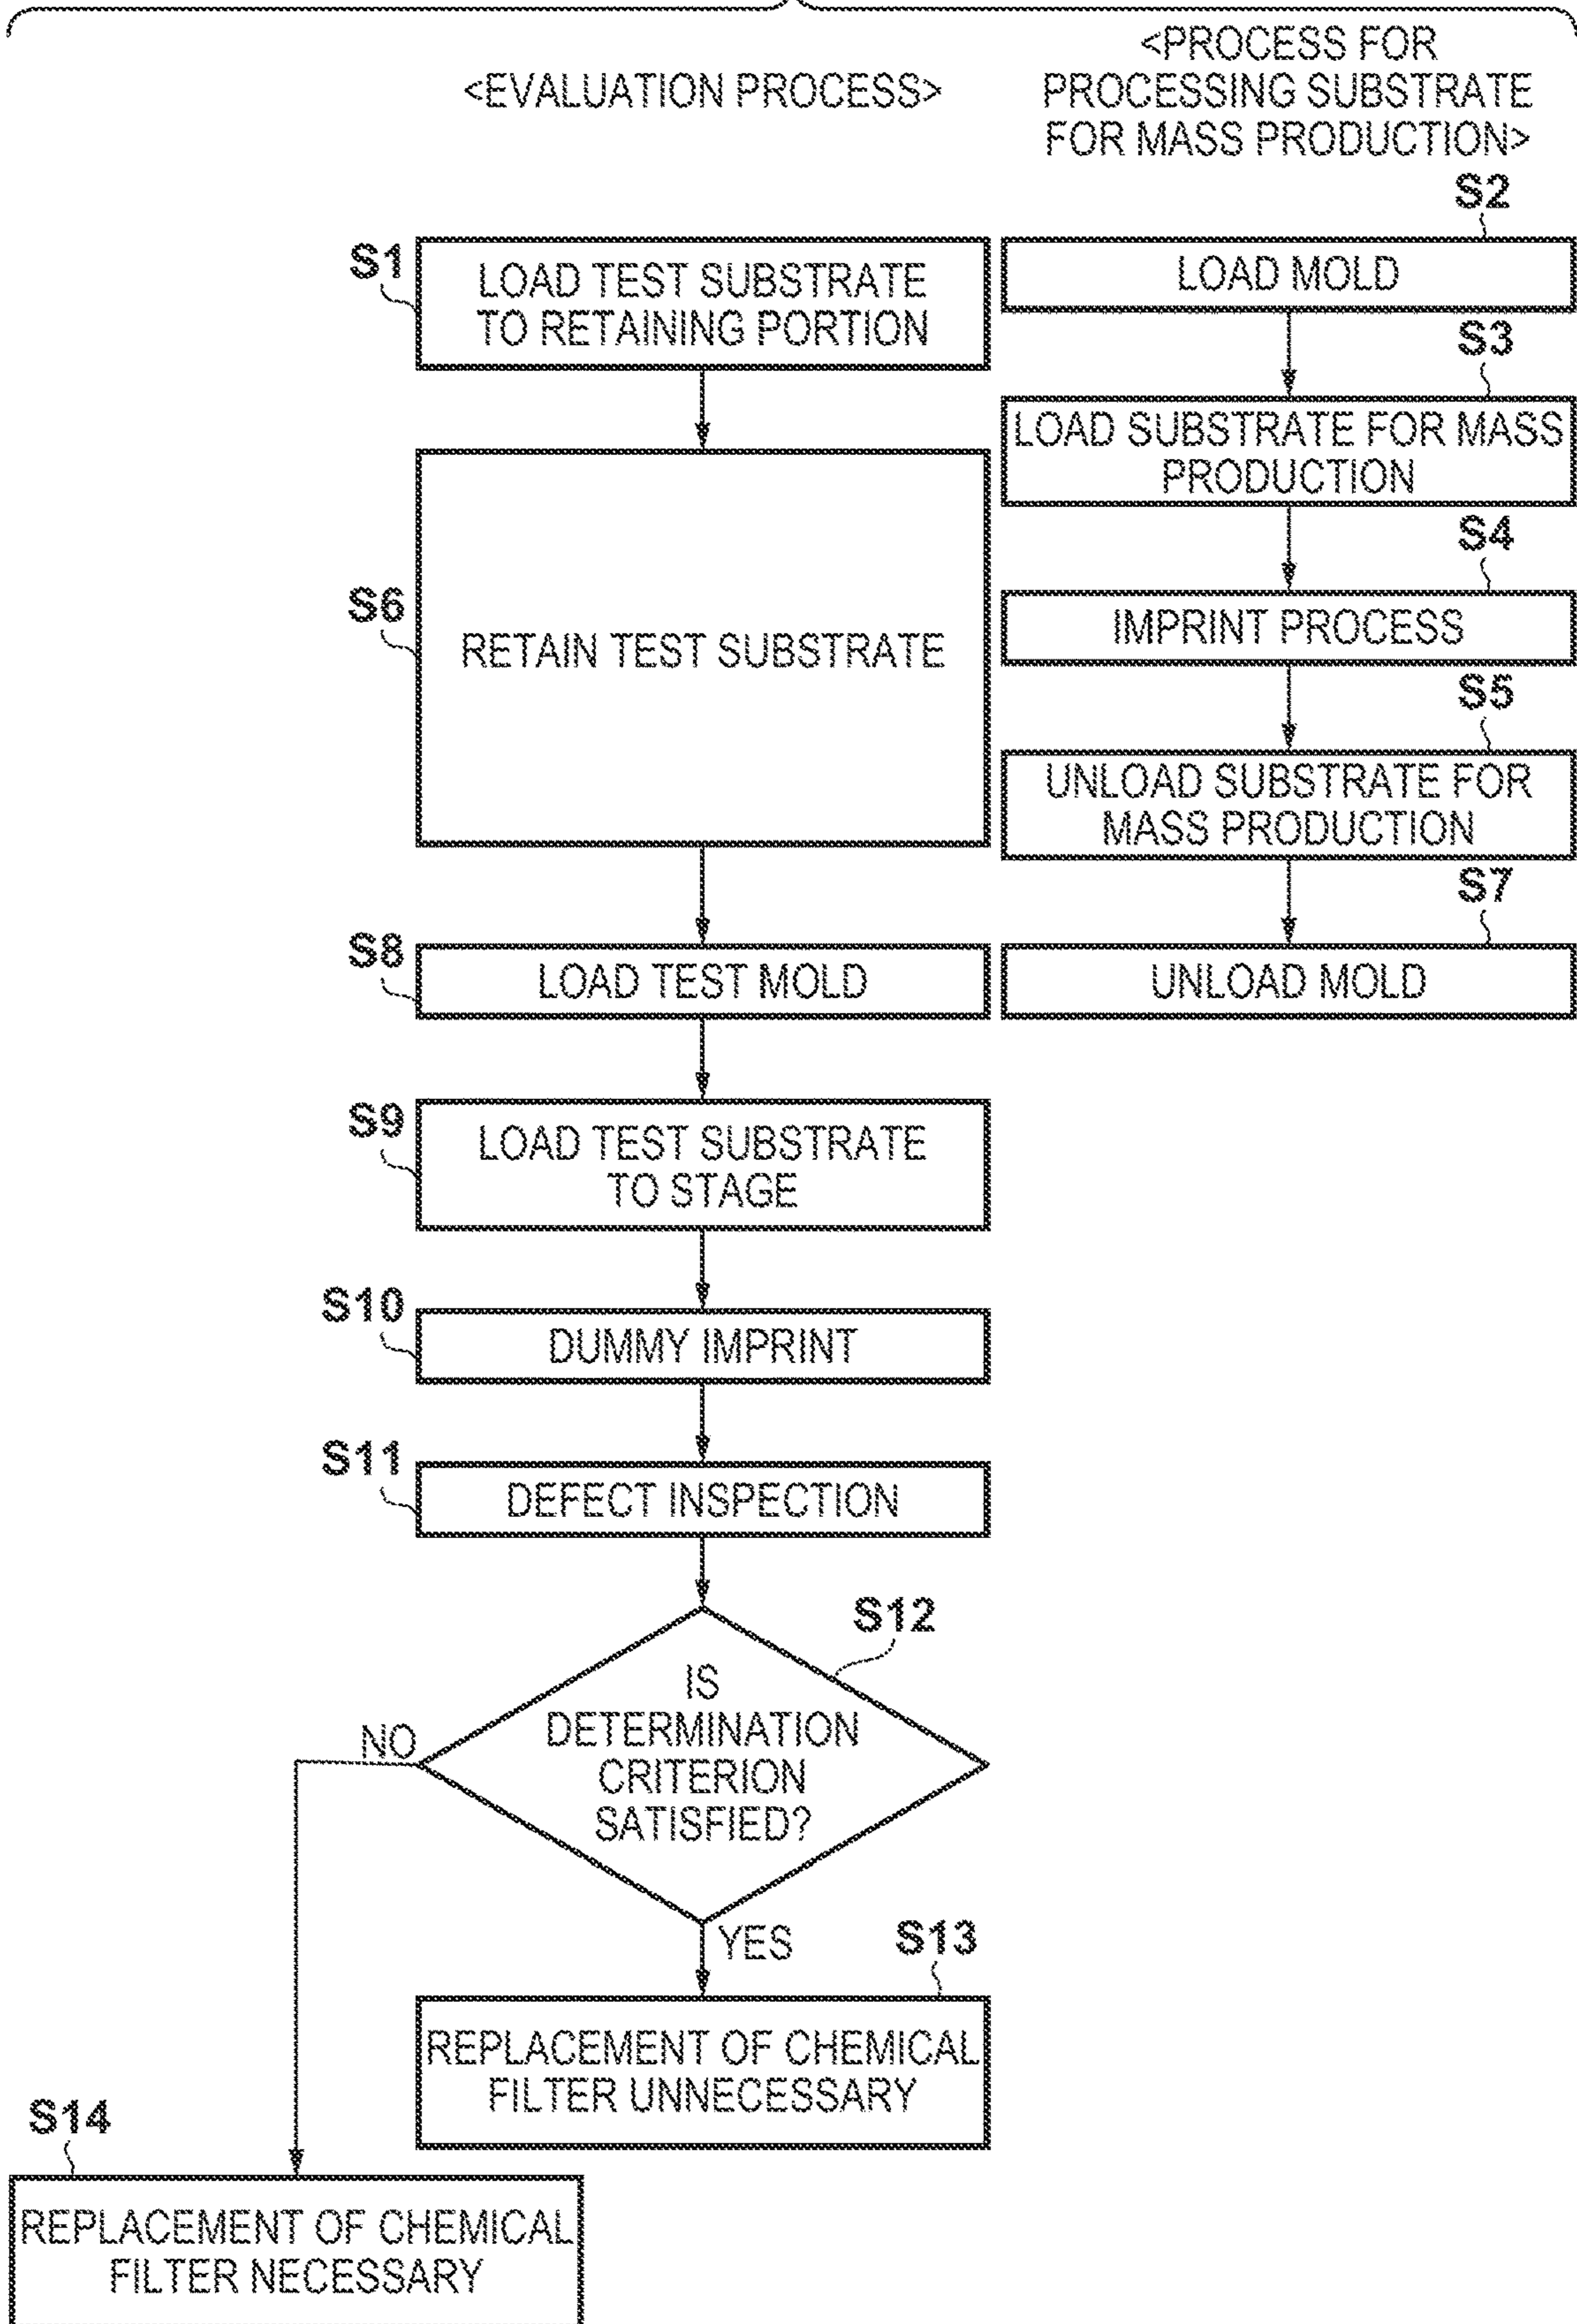 <EVALUATION PROCESS>
<PROCESS FOR
PROCESSING SUBSTRATE
FOR MASS PRODUCTION>
S1
LOAD TEST SUBSTRATE
TO RETAINING PORTION
S2
LOAD MOLD
S3
LOAD SUBSTRATE FOR MASS
PRODUCTION
S4
IMPRINT PROCESS
S5
UNLOAD SUBSTRATE FOR
MASS PRODUCTION
S6
RETAIN TEST SUBSTRATE
S7
UNLOAD MOLD
S8
LOAD TEST MOLD
S9
LOAD TEST SUBSTRATE
TO STAGE
S10
DUMMY IMPRINT
S11
DEFECT INSPECTION
S12
IS
DETERMINATION
CRITERION
SATISFIED?
NO
YES
S13
REPLACEMENT OF CHEMICAL
FILTER UNNECESSARY
S14
REPLACEMENT OF CHEMICAL
FILTER NECESSARY